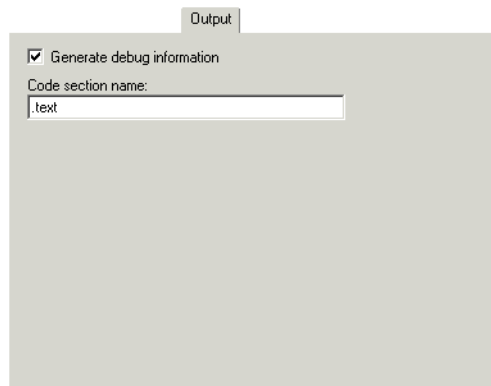 Output
Generate debug information
Code section name:
.text